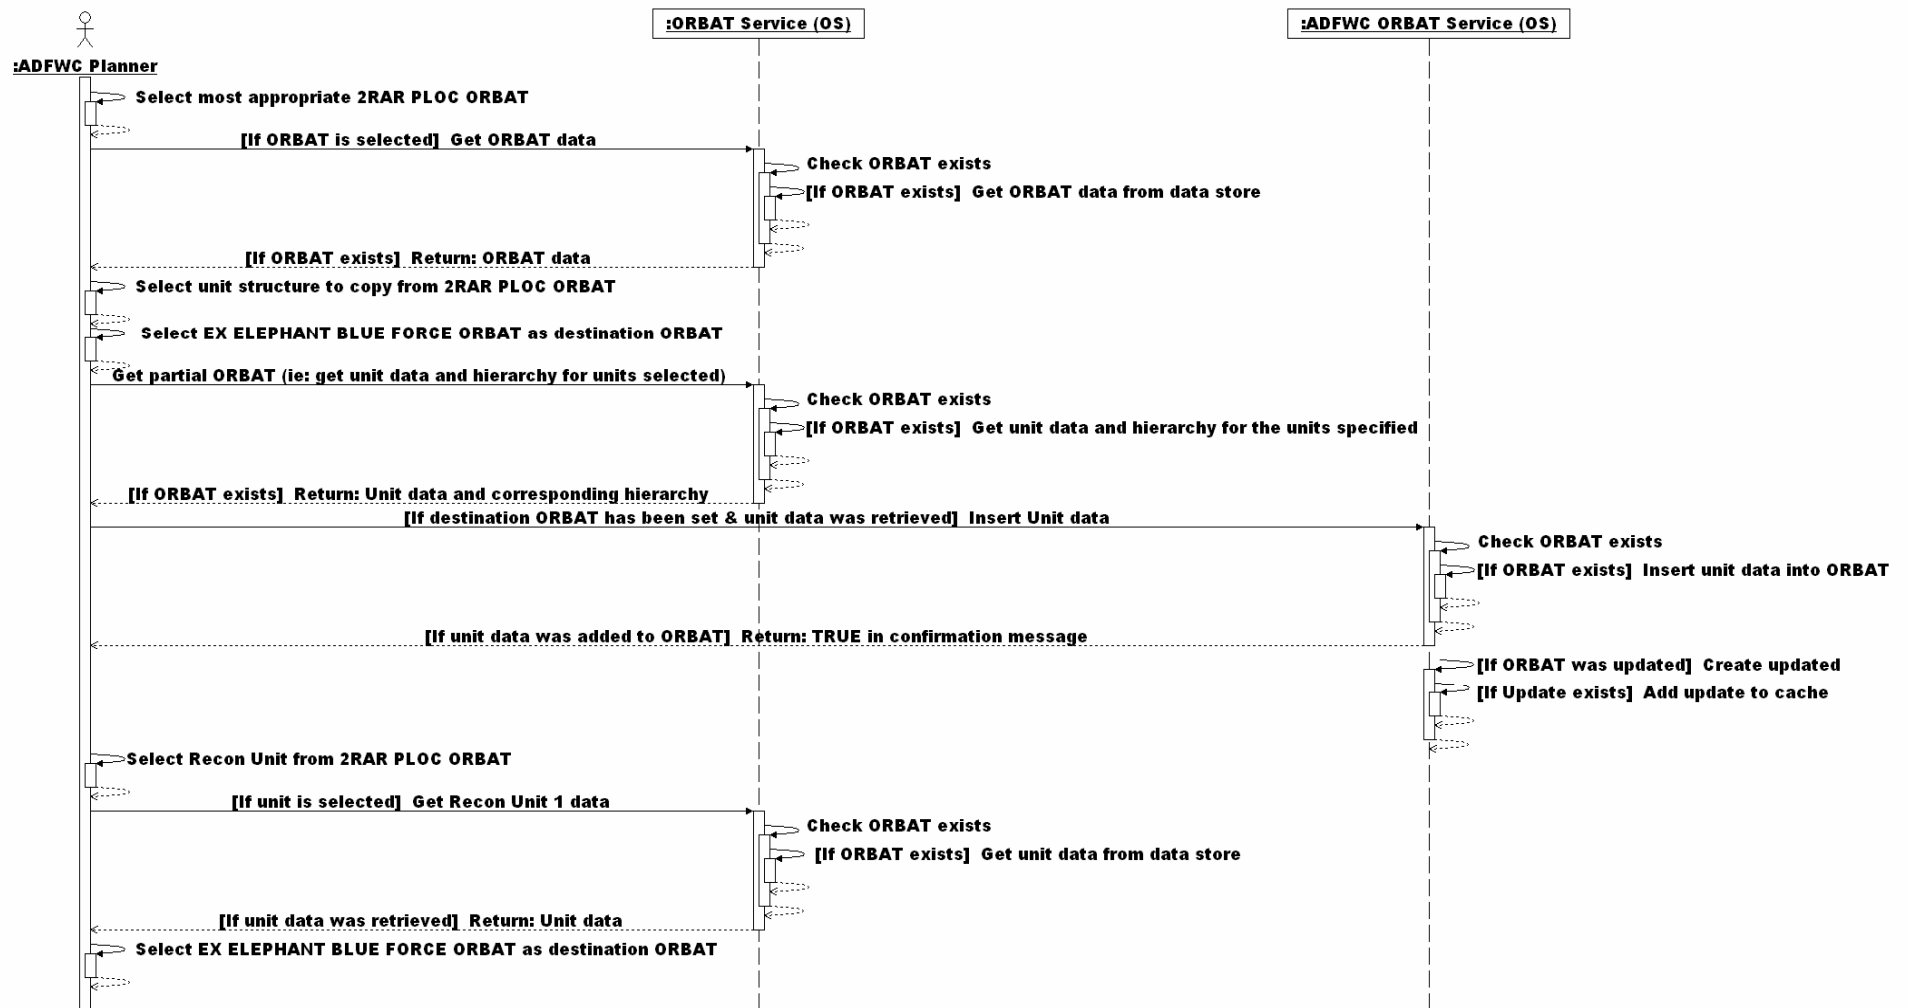 :ORBAT Service (OS)
:ADFWC ORBAT Service (OS)
:ADFWC Planner
Select most appropriate 2RAR PLOC ORBAT
[If ORBAT is selected]  Get ORBAT data
Check ORBAT exists
[If ORBAT exists]  Get ORBAT data from data store
[If ORBAT exists]  Return: ORBAT data
Select unit structure to copy from 2RAR PLOC ORBAT
Select EX ELEPHANT BLUE FORCE ORBAT as destination ORBAT
Get partial ORBAT (ie: get unit data and hierarchy for units selected)
Check ORBAT exists
[If ORBAT exists]  Get unit data and hierarchy for the units specified
[If ORBAT exists]  Return: Unit data and corresponding hierarchy
[If destination ORBAT has been set & unit data was retrieved]  Insert Unit data
Check ORBAT exists
[If ORBAT exists]  Insert unit data into ORBAT
[If unit data was added to ORBAT]  Return: TRUE in confirmation message
[If ORBAT was updated]  Create updated
[If Update exists]  Add update to cache
Select Recon Unit from 2RAR PLOC ORBAT
[If unit is selected]  Get Recon Unit 1 data
Check ORBAT exists
[If ORBAT exists]  Get unit data from data store
[If unit data was retrieved]  Return: Unit data
Select EX ELEPHANT BLUE FORCE ORBAT as destination ORBAT